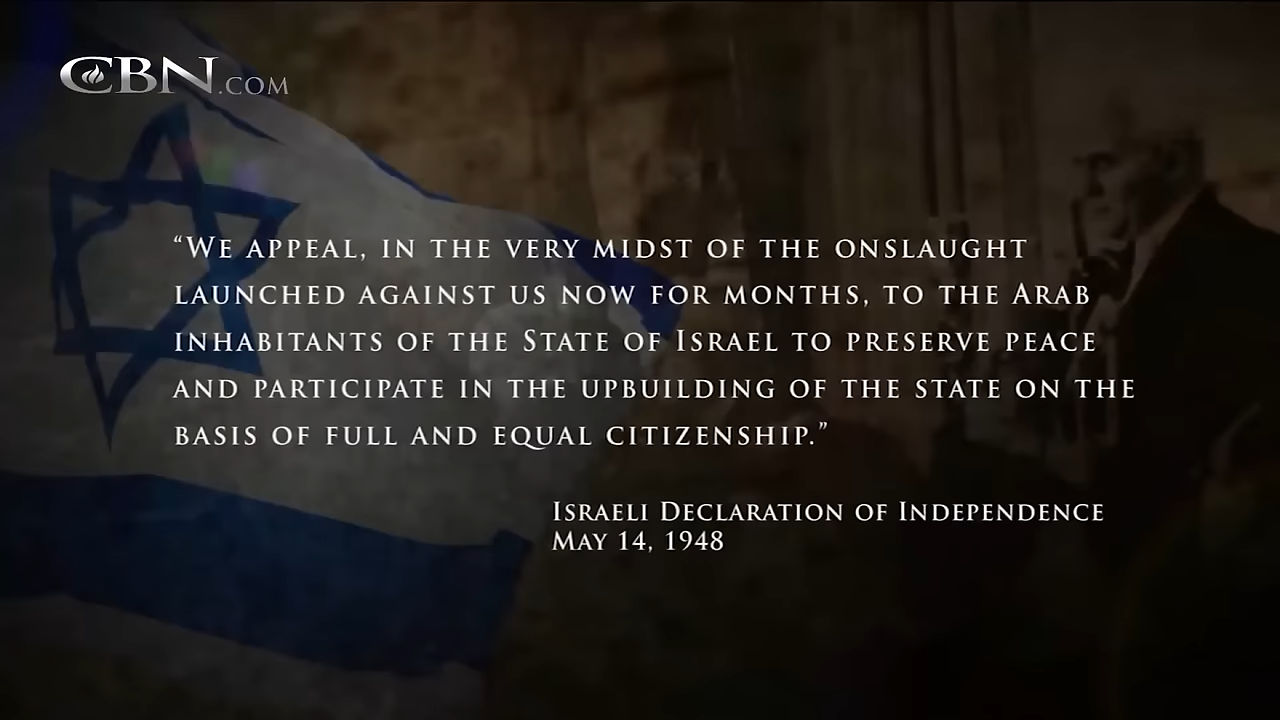 CBN.COM
“WE APPEAL, IN THE VERY MIDST OF THE ONSLAUGHT
LAUNCHED AGAINST US NOW FOR MONTHS, TO THE ARAB
INHABITANTS OF THE STATE OF ISRAEL TO PRESERVE PEACE
AND PARTICIPATE IN THE UPBUILDING OF THE STATE ON THE
BASIS OF FULL AND EQUAL CITIZENSHIP.”
ISRAELI DECLARATION OF INDEPENDENCE
MAY 14, 1948